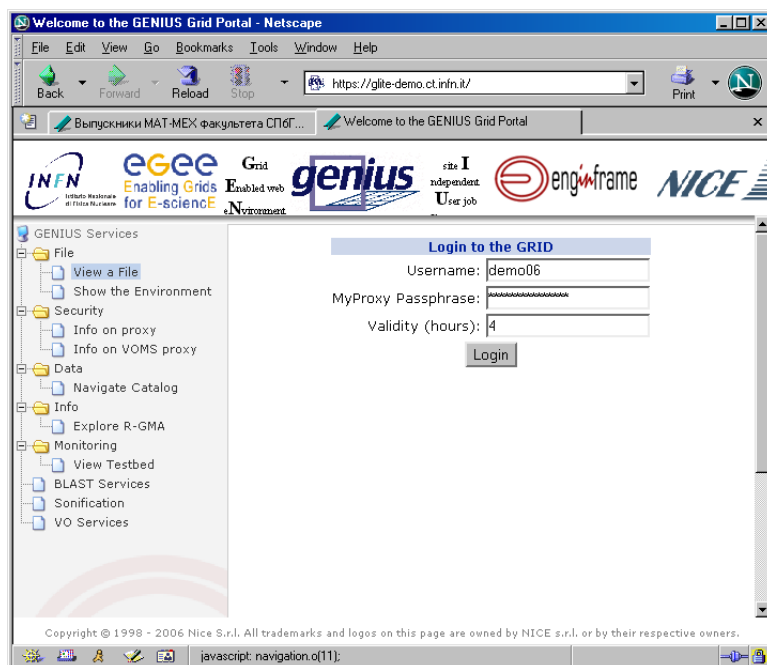 Welcome to the GENIUS Grid Portal - Netscape
File Edit View Go Bookmarks Tools Window Help
Back Forward Reload Stop https://glite-demo.ct.infn.it/ Print N
Выпускники МАТ-МЕХ факультета СПбГ... Welcome to the GENIUS Grid Portal x
INFN
Istituto Nazionale
di Fisica Nucleare
egee
Enabling Grids
for E-sciencE
Grid
Enabled web
eNvironment
genius
site I
ndependent
User job
enginframe
NICE
GENIUS Services
File
View a File
Show the Environment
Security
Info on proxy
Info on VOMS proxy
Data
Navigate Catalog
Info
Explore R-GMA
Monitoring
View Testbed
BLAST Services
Sonification
VO Services
Login to the GRID
Username: demo06
MyProxy Passphrase: ****************
Validity (hours): 4
Login
Copyright © 1998 - 2006 Nice S.r.l. All trademarks and logos on this page are owned by NICE s.r.l. or by their respective owners.
javascript: navigation.o(11);